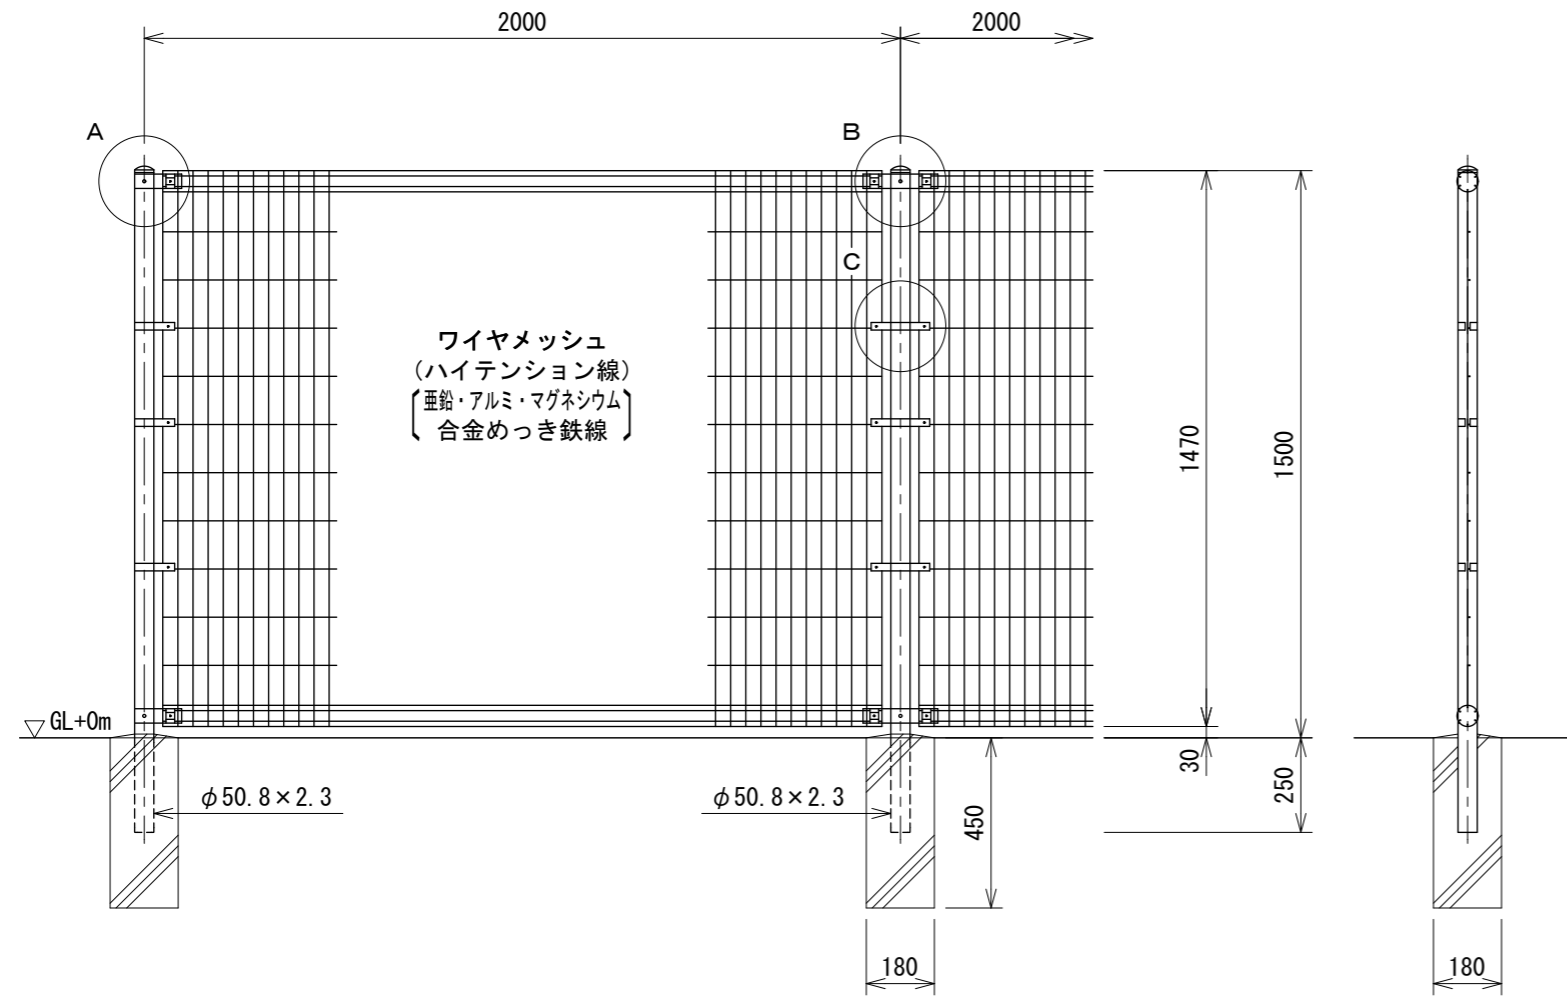 2000
2000
A
B
C
ワイヤメッシュ
(ハイテンション線)
亜鉛・アルミ・マグネシウム
合金めっき鉄線
1470
1500
GL+0m
30
250
φ50.8×2.3
φ50.8×2.3
450
180
180